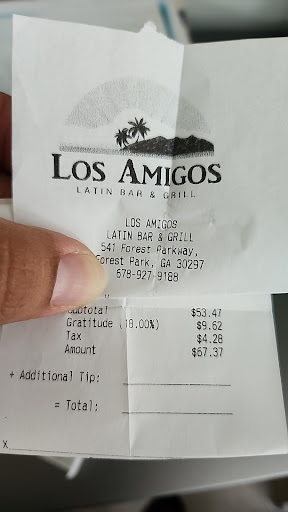 LOS AMIGOS
LATIN BAR & GRILL
LOS AMIGOS
LATIN BAR & GRILL
541 Forest Parkway,
Forest Park, GA 30297
678-927-9188
Subtotal $53.47
Gratitude (18.00%) $9.62
Tax $4.28
Amount $67.37
+ Additional Tip:
= Total:
X